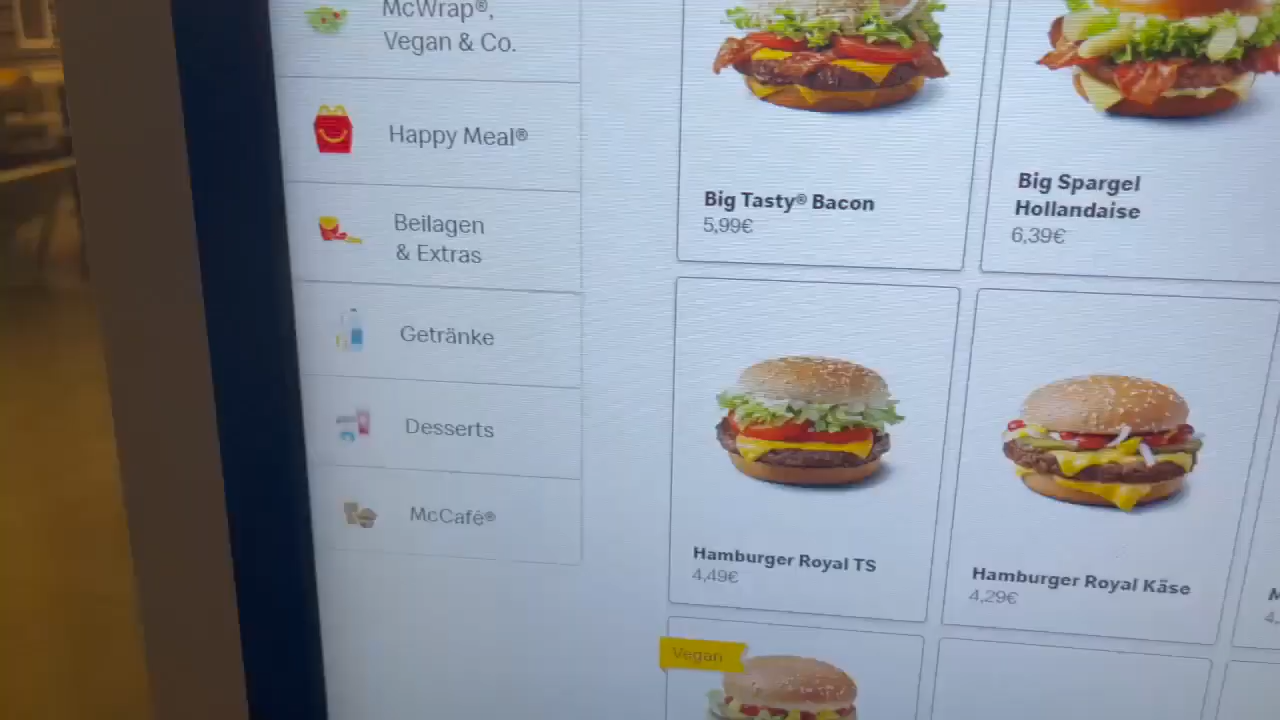 McWrap®,
Vegan & Co.
Happy Meal®
Beilagen
& Extras
Getränke
Desserts
McCafé®
Big Tasty® Bacon
5,99€
Big Spargel
Hollandaise
6,39€
Hamburger Royal TS
4,49€
Hamburger Royal Käse
4,29€
Vegan